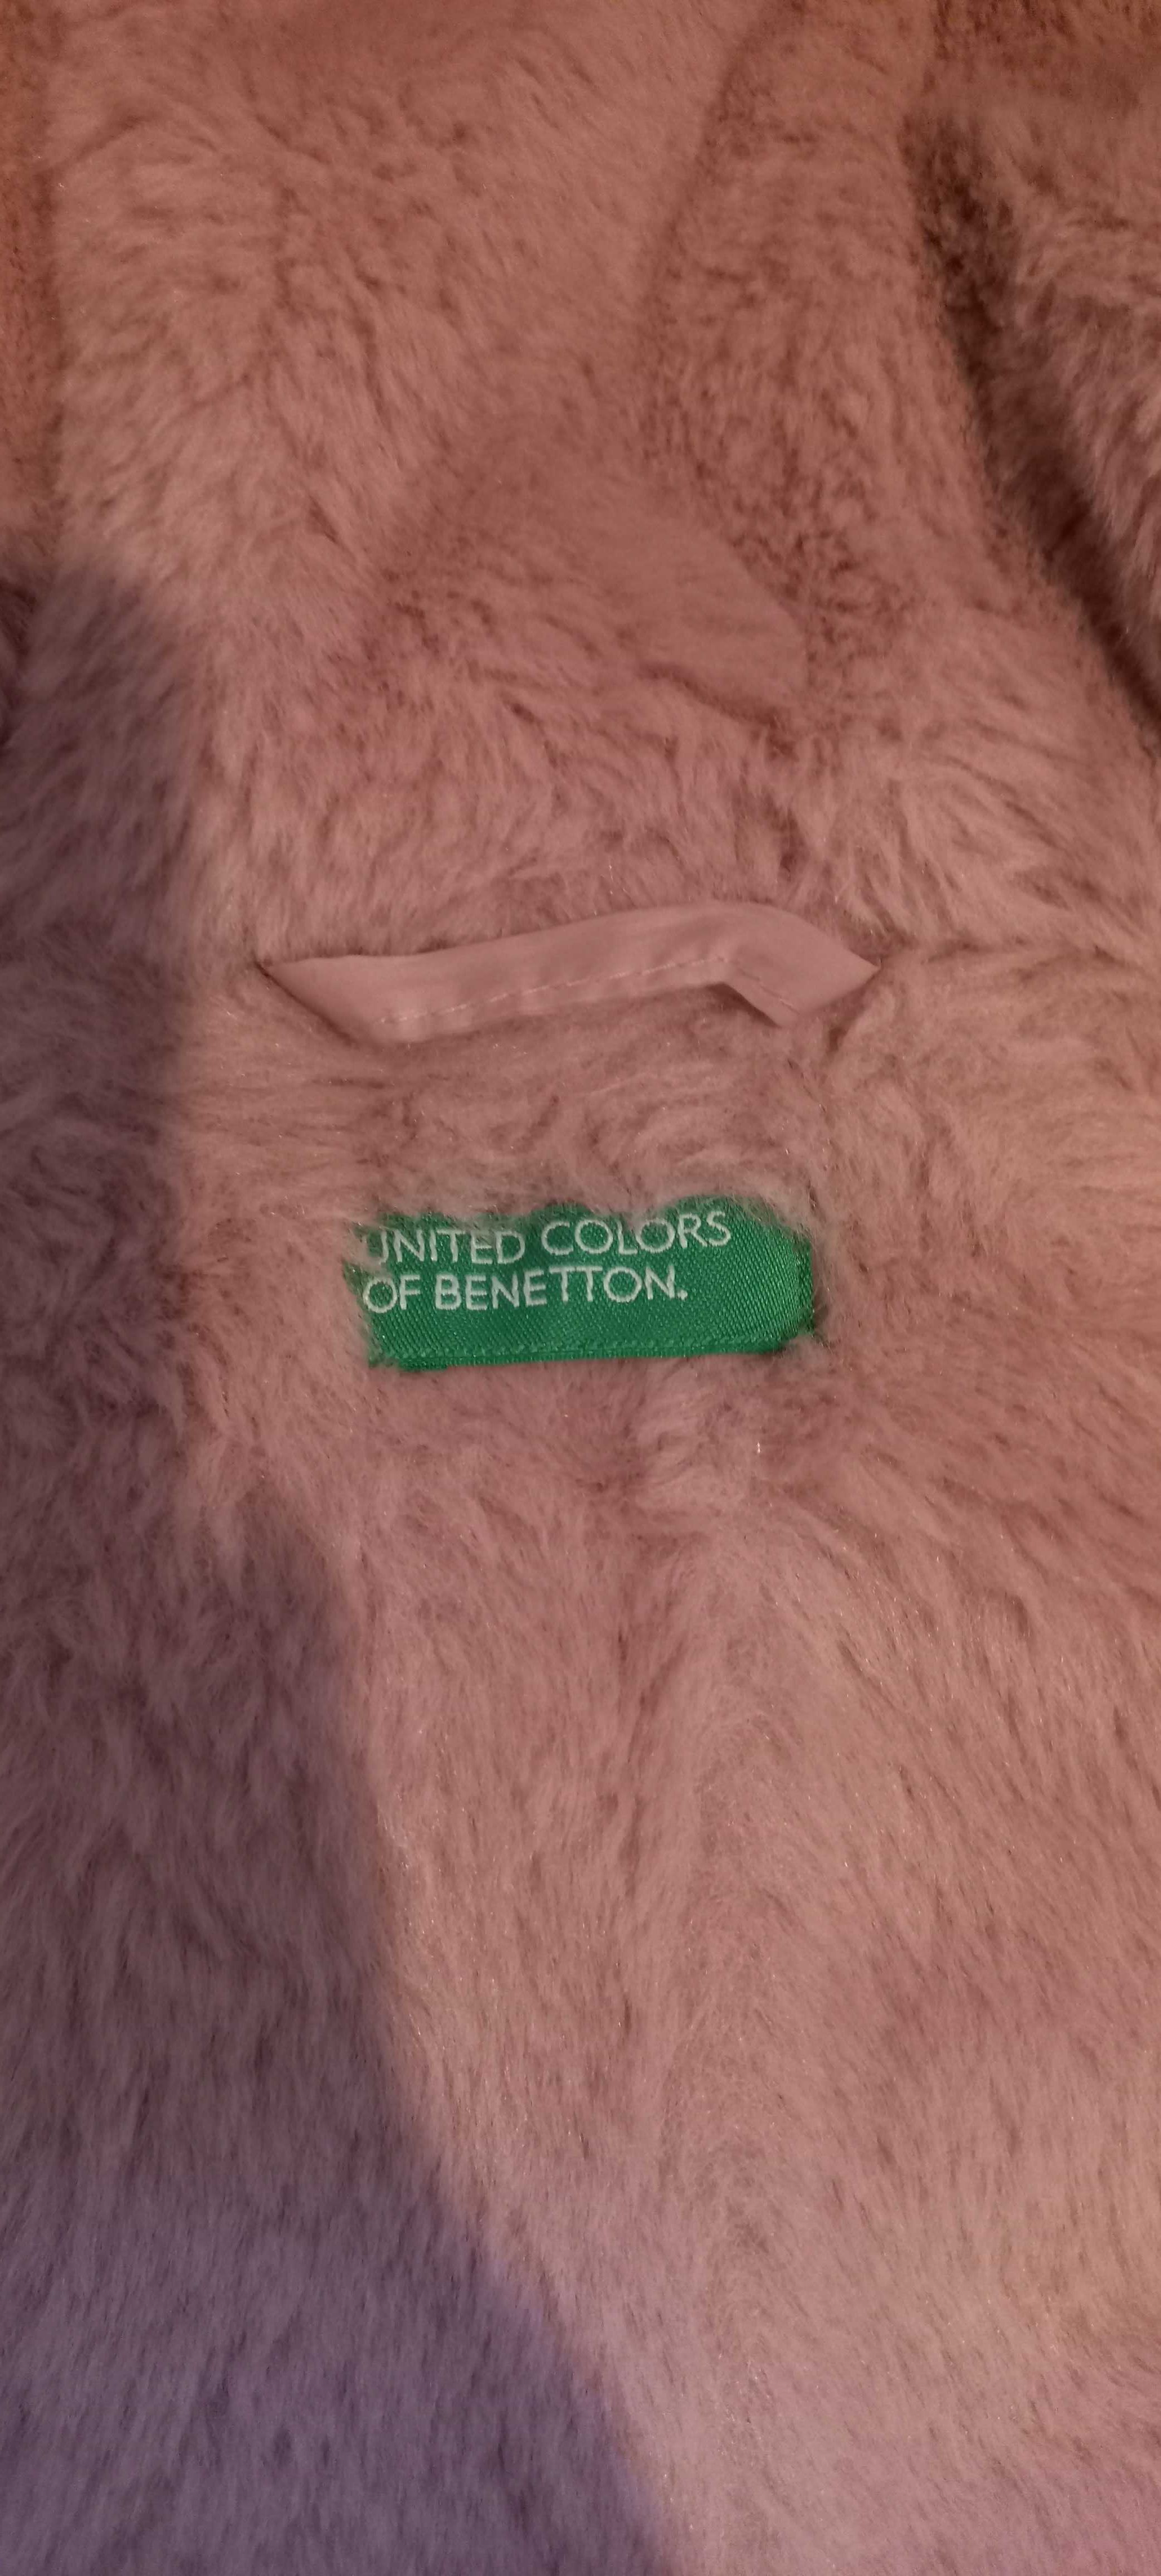 UNITED COLORS
OF BENETTON.